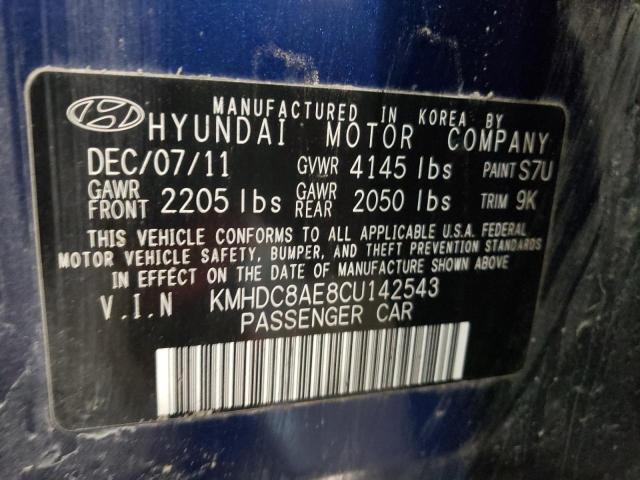 MANUFACTURED IN KOREA BY
HYUNDAI MOTOR COMPANY
DEC/07/11 GVWR 4145 lbs PAINT S7U
GAWR FRONT 2205 lbs GAWR REAR 2050 lbs TRIM 9K
THIS VEHICLE CONFORMS TO ALL APPLICABLE U.S.A. FEDERAL
MOTOR VEHICLE SAFETY, BUMPER, AND THEFT PREVENTION STANDARDS
IN EFFECT ON THE DATE OF MANUFACTURE SHOWN ABOVE
V.I.N KMHDC8AE8CU142543
PASSENGER CAR